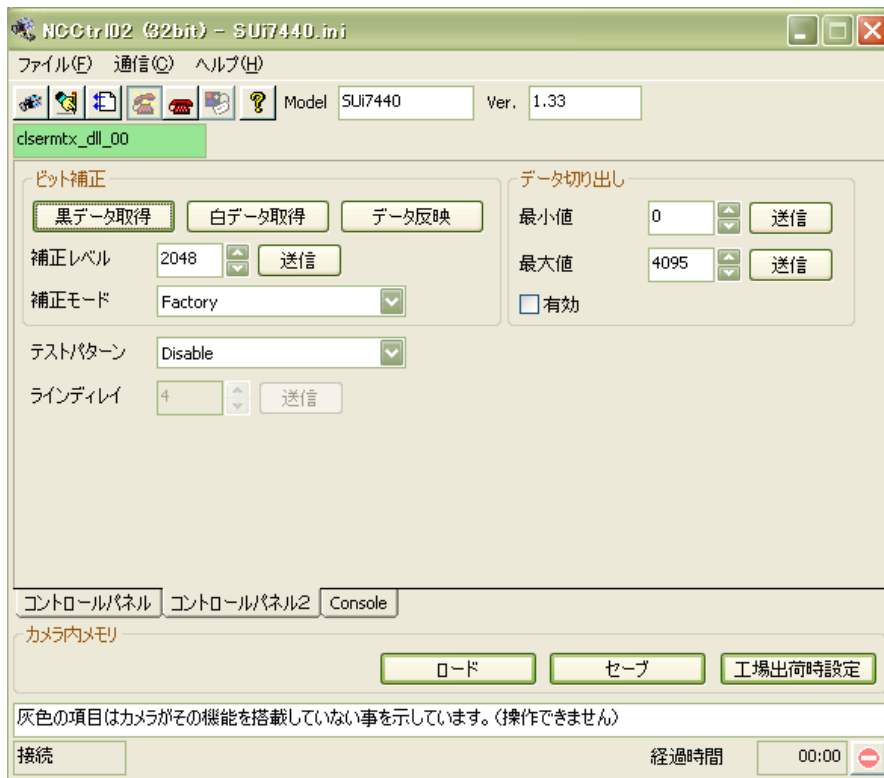 NCCtrl02 (32bit) - SUi7440.ini
ファイル(F) 通信(C) ヘルプ(H)
Model SUi7440 Ver. 1.33
clsermtx_dll_00
ビット補正 データ切り出し
黒データ取得 白データ取得 データ反映 最小値 0 送信
補正レベル 2048 送信 最大値 4095 送信
補正モード Factory 有効
テストパターン Disable
ラインディレイ 4 送信
コントロールパネル コントロールパネル2 Console
カメラ内メモリ
ロード セーブ 工場出荷時設定
灰色の項目はカメラがその機能を搭載していない事を示しています。(操作できません)
接続 経過時間 00:00